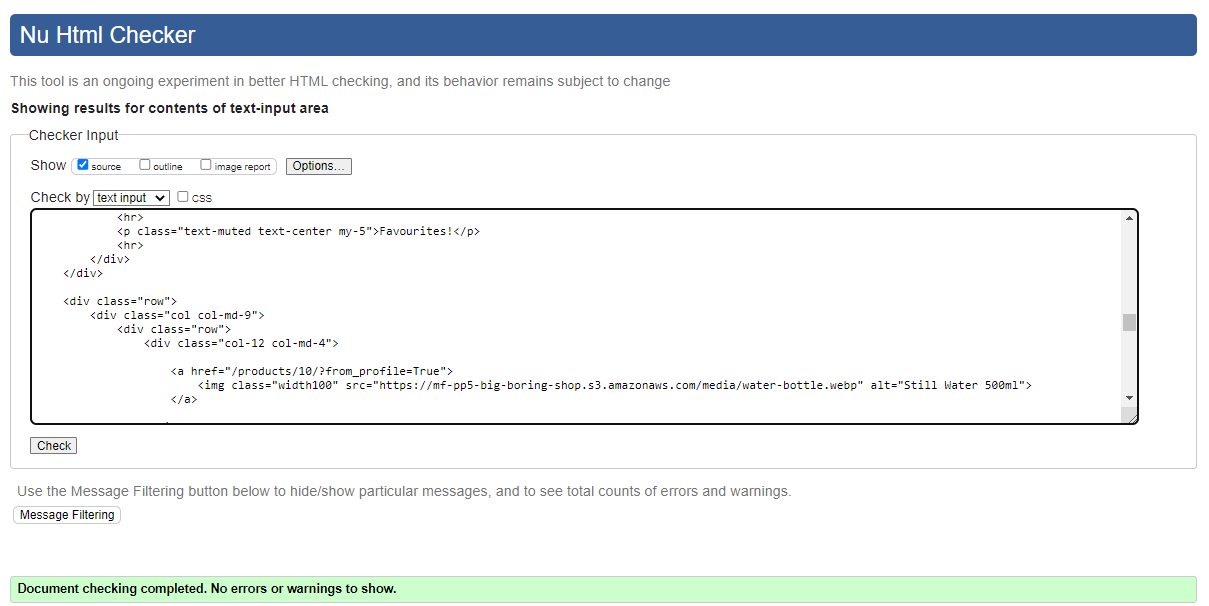 Nu Html Checker
This tool is an ongoing experiment in better HTML checking, and its behavior remains subject to change
Showing results for contents of text-input area
Checker Input
Show source outline image report Options...
Check by text input css
<hr>
<p class="text-muted text-center my-5">Favourites!</p>
<hr>
</div>
</div>
<div class="row">
<div class="col col-md-9">
<div class="row">
<div class="col-12 col-md-4">
<a href="/products/10/?from_profile=True">
<img class="width100" src="https://mf-pp5-big-boring-shop.s3.amazonaws.com/media/water-bottle.webp" alt="Still Water 500ml">
</a>
Check
Use the Message Filtering button below to hide/show particular messages, and to see total counts of errors and warnings.
Message Filtering
Document checking completed. No errors or warnings to show.